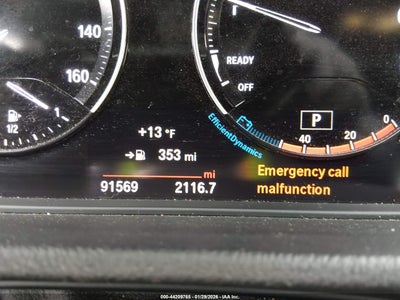 140
160
1/2
1
READY
OFF
P
+13 °F
353 mi
EfficientDynamics
40 20 0
mi
91569 2116.7
Emergency call
malfunction
000-44209765 - 01/29/2026 - IAA Inc.